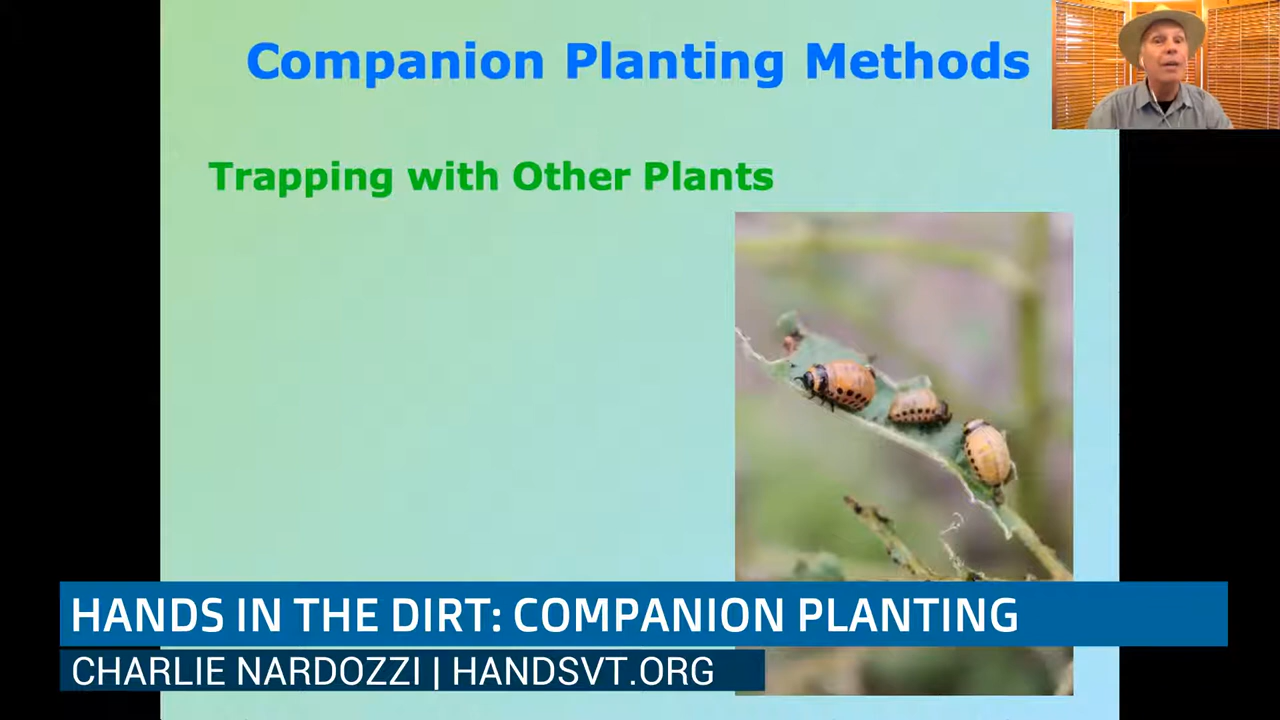 Companion Planting Methods
Trapping with Other Plants
HANDS IN THE DIRT: COMPANION PLANTING
CHARLIE NARDOZZI | HANDSVT.ORG